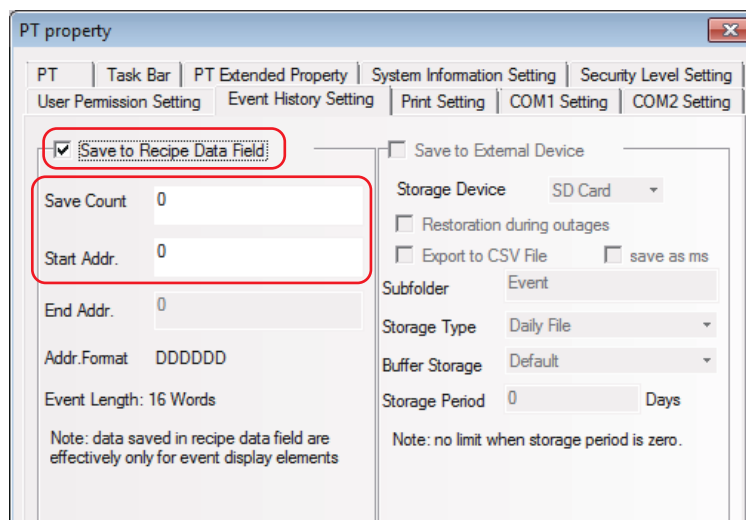 PT property
PT Task Bar PT Extended Property System Information Setting Security Level Setting
User Permission Setting Event History Setting Print Setting COM1 Setting COM2 Setting
Save to Recipe Data Field
Save Count 0
Start Addr. 0
End Addr. 0
Addr.Format DDDDDD
Event Length: 16 Words
Note: data saved in recipe data field are
effectively only for event display elements
Save to External Device
Storage Device SD Card
Restoration during outages
Export to CSV File save as ms
Subfolder Event
Storage Type Daily File
Buffer Storage Default
Storage Period 0 Days
Note: no limit when storage period is zero.